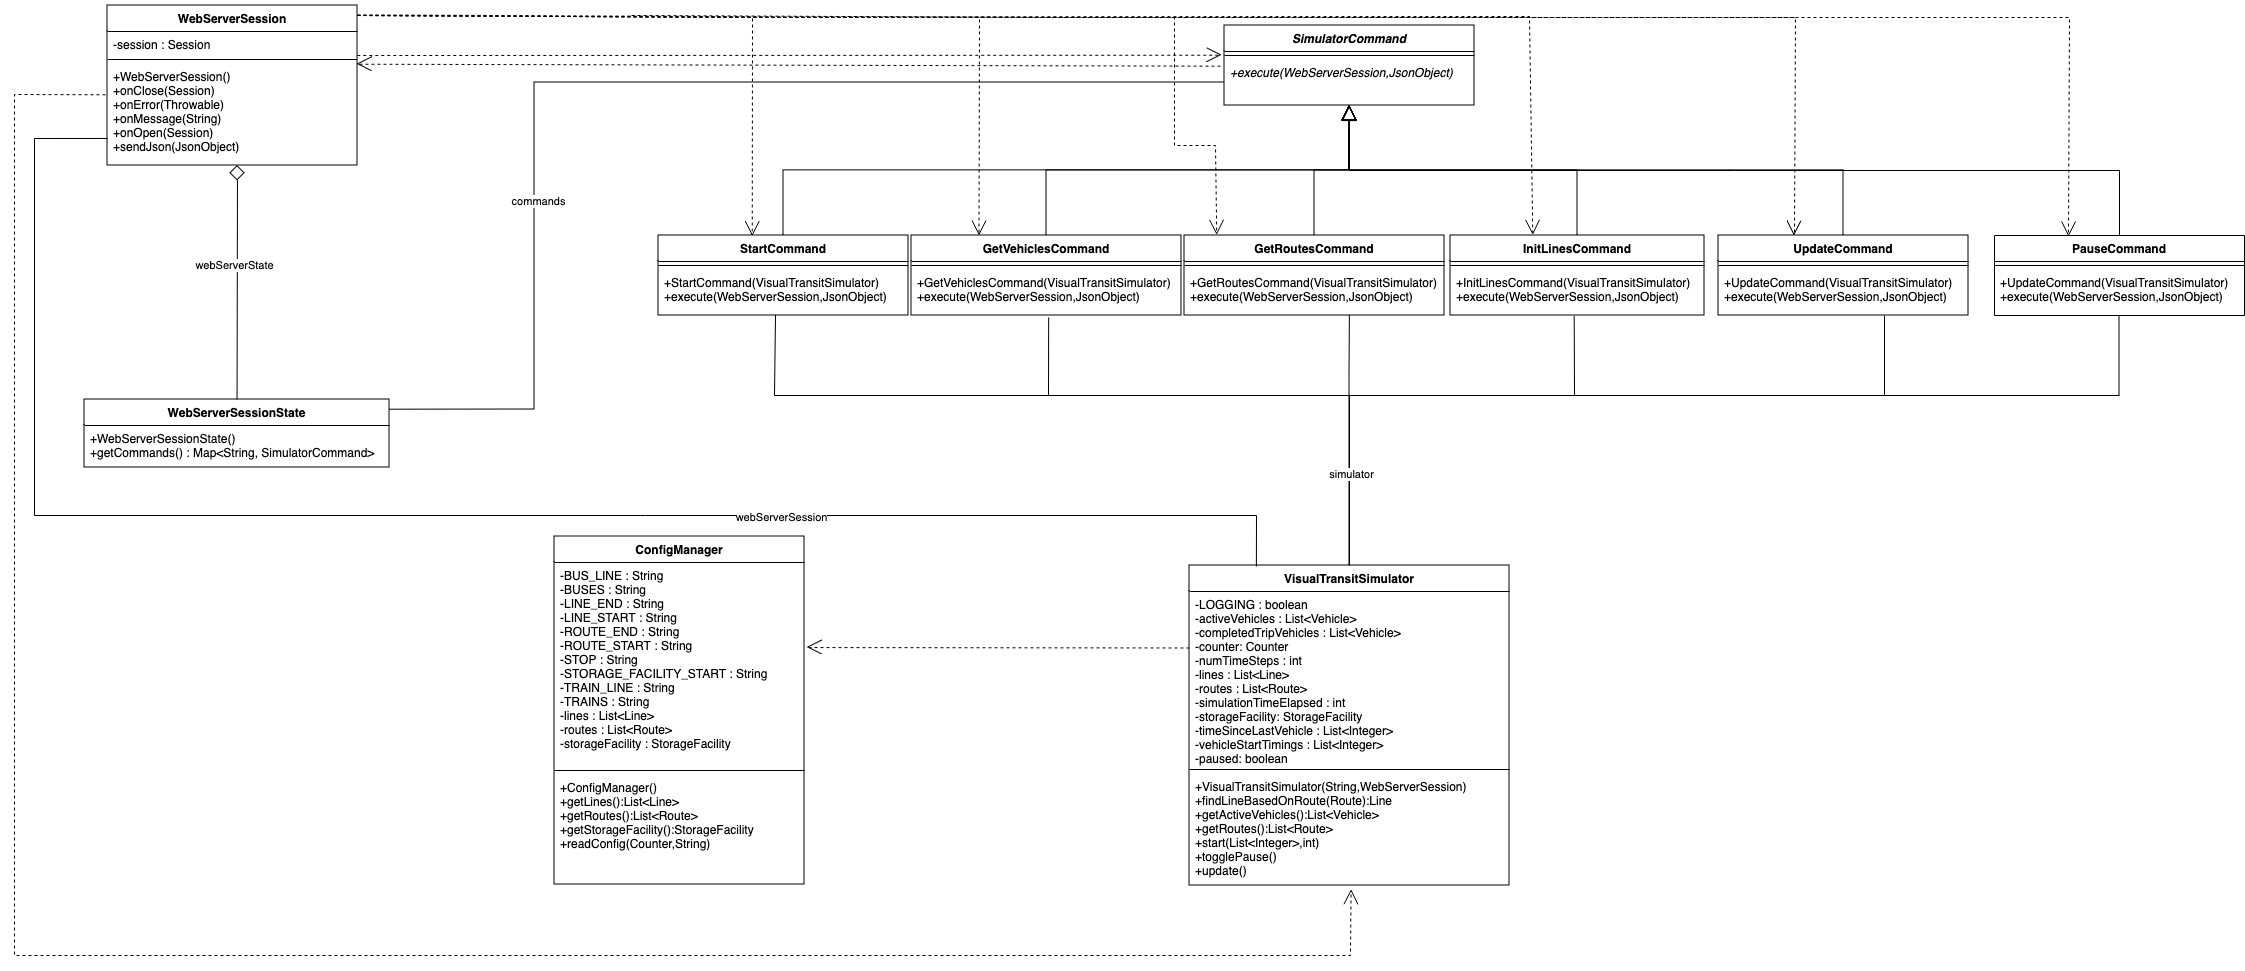 WebServerSession
-session : Session
+WebServerSession()
+onClose(Session)
+onError(Throwable)
+onMessage(String)
+onOpen(Session)
+sendJson(JsonObject)
SimulatorCommand
+execute(WebServerSession,JsonObject)
commands
webServerState
StartCommand
+StartCommand(VisualTransitSimulator)
+execute(WebServerSession,JsonObject)
GetVehiclesCommand
+GetVehiclesCommand(VisualTransitSimulator)
+execute(WebServerSession,JsonObject)
GetRoutesCommand
+GetRoutesCommand(VisualTransitSimulator)
+execute(WebServerSession,JsonObject)
InitLinesCommand
+InitLinesCommand(VisualTransitSimulator)
+execute(WebServerSession,JsonObject)
UpdateCommand
+UpdateCommand(VisualTransitSimulator)
+execute(WebServerSession,JsonObject)
PauseCommand
+UpdateCommand(VisualTransitSimulator)
+execute(WebServerSession,JsonObject)
WebServerSessionState
+WebServerSessionState()
+getCommands() : Map<String, SimulatorCommand>
simulator
webServerSession
ConfigManager
-BUS_LINE : String
-BUSES : String
-LINE_END : String
-LINE_START : String
-ROUTE_END : String
-ROUTE_START : String
-STOP : String
-STORAGE_FACILITY_START : String
-TRAIN_LINE : String
-TRAINS : String
-lines : List<Line>
-routes : List<Route>
-storageFacility : StorageFacility
+ConfigManager()
+getLines():List<Line>
+getRoutes():List<Route>
+getStorageFacility():StorageFacility
+readConfig(Counter,String)
VisualTransitSimulator
-LOGGING : boolean
-activeVehicles : List<Vehicle>
-completedTripVehicles : List<Vehicle>
-counter: Counter
-numTimeSteps : int
-lines : List<Line>
-routes : List<Route>
-simulationTimeElapsed : int
-storageFacility: StorageFacility
-timeSinceLastVehicle : List<Integer>
-vehicleStartTimings : List<Integer>
-paused: boolean
+VisualTransitSimulator(String,WebServerSession)
+findLineBasedOnRoute(Route):Line
+getActiveVehicles():List<Vehicle>
+getRoutes():List<Route>
+start(List<Integer>,int)
+togglePause()
+update()